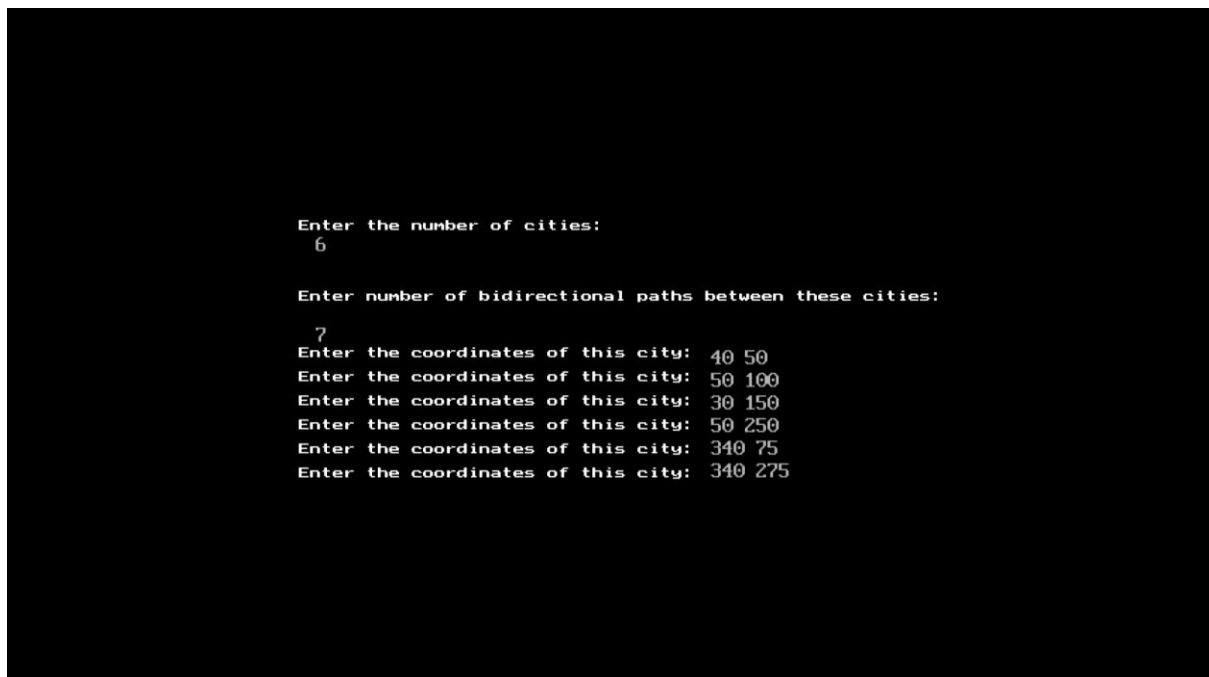 Enter the number of cities:
6
Enter number of bidirectional paths between these cities:
7
Enter the coordinates of this city: 40 50
Enter the coordinates of this city: 50 100
Enter the coordinates of this city: 30 150
Enter the coordinates of this city: 50 250
Enter the coordinates of this city: 340 75
Enter the coordinates of this city: 340 275